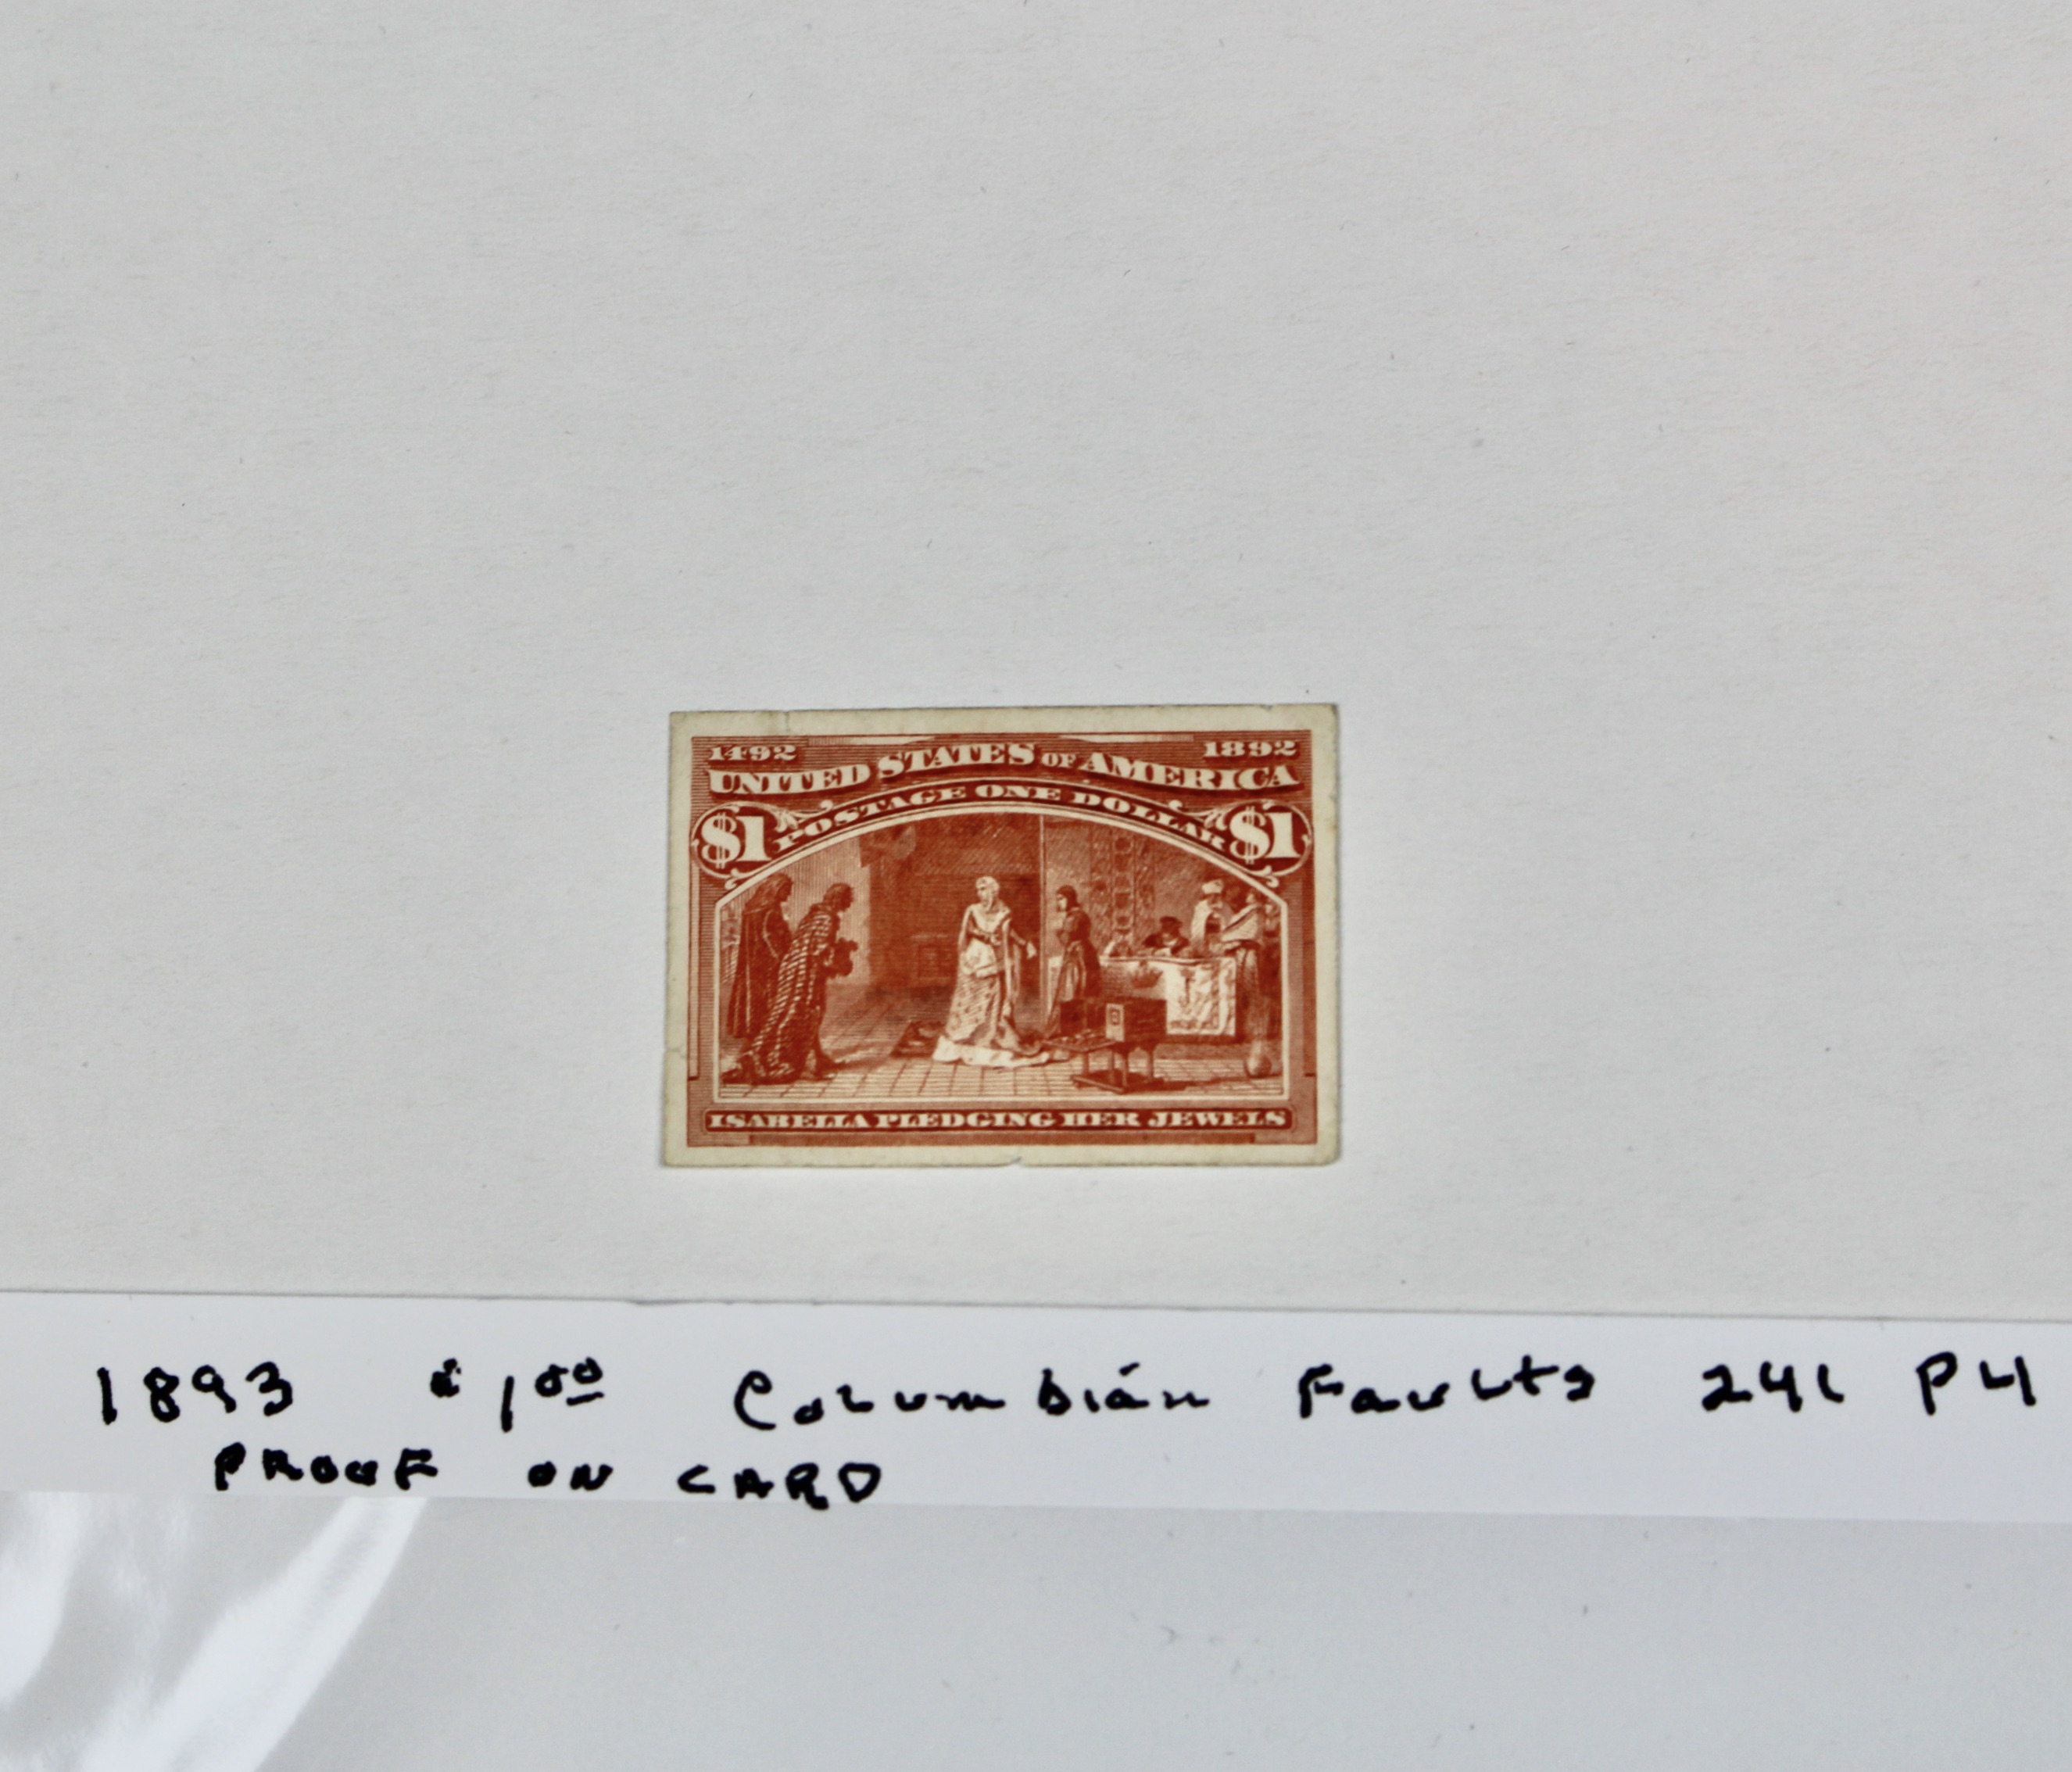 1492 1892
UNITED STATES OF AMERICA
POSTAGE ONE DOLLAR
$1 $1
ISABELLA PLEDGING HER JEWELS
1893 $1.00 Columbian Faults 241 P4
PROOF ON CARD